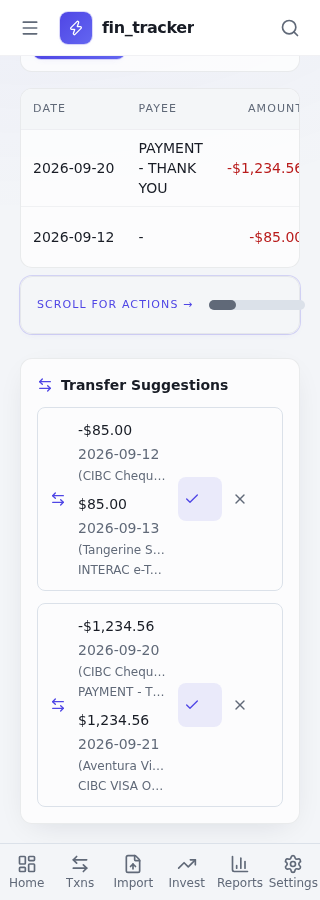 fin_tracker
DATE PAYEE AMOUNT
2026-09-20 PAYMENT - THANK YOU -$1,234.56
2026-09-12 - -$85.00
SCROLL FOR ACTIONS →
Transfer Suggestions
-$85.00
2026-09-12
(CIBC Chequ…
$85.00
2026-09-13
(Tangerine S…
INTERAC e-T…
-$1,234.56
2026-09-20
(CIBC Chequ…
PAYMENT - T…
$1,234.56
2026-09-21
(Aventura Vi…
CIBC VISA O…
Home Txns Import Invest Reports Settings